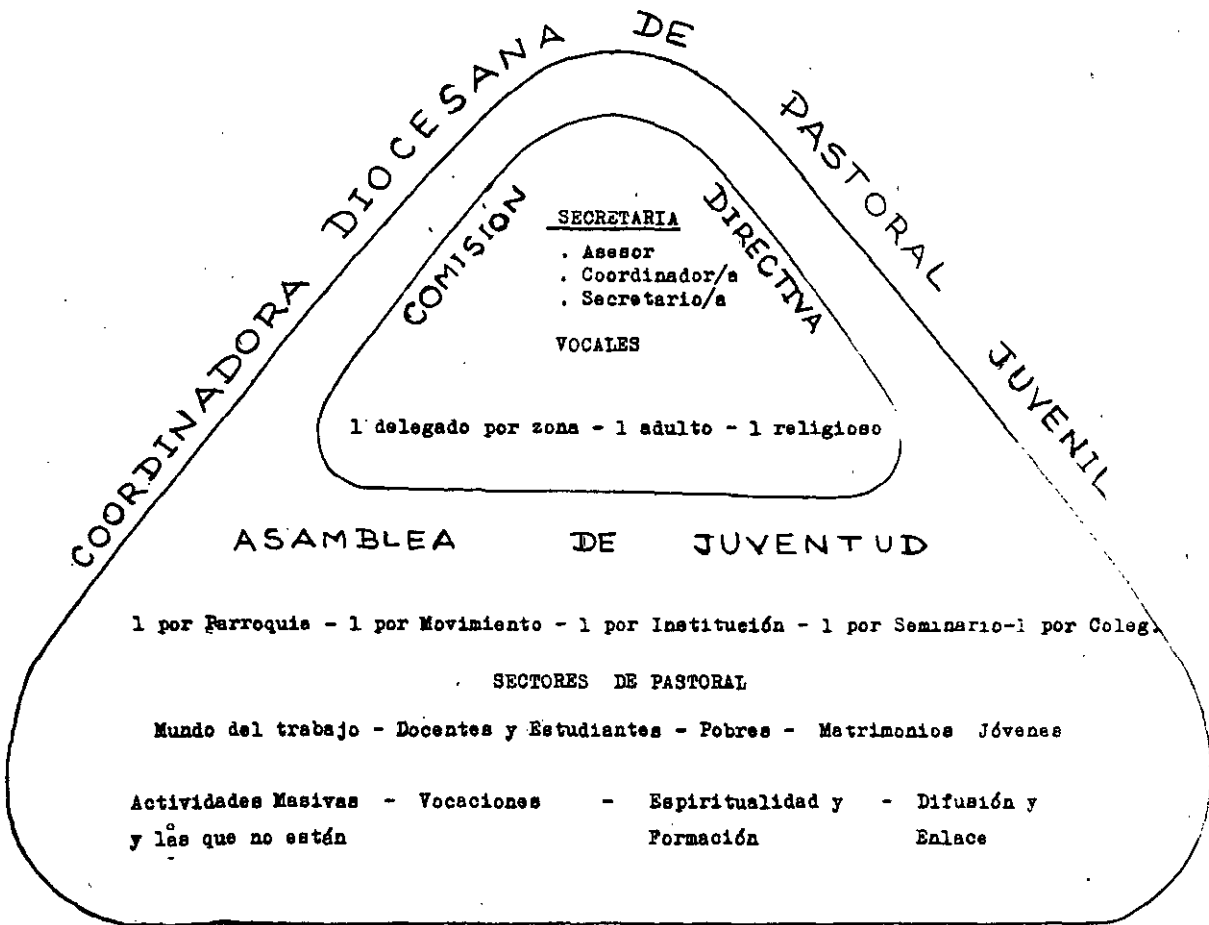 COORDINADORA DIOCESANA DE PASTORAL JUVENIL
COMISIÓN DIRECTIVA
SECRETARIA
. Asesor
. Coordinador/a
. Secretario/a
VOCALES
1 delegado por zona - 1 adulto - 1 religioso
ASAMBLEA DE JUVENTUD
1 por Parroquia - 1 por Movimiento - 1 por Institución - 1 por Seminario-1 por Coleg.
. SECTORES DE PASTORAL
Mundo del trabajo - Docentes y Estudiantes - Pobres - Matrimonios Jóvenes
Actividades Masivas - Vocaciones - Espiritualidad y - Difusión y
y los que no están Formación Enlace